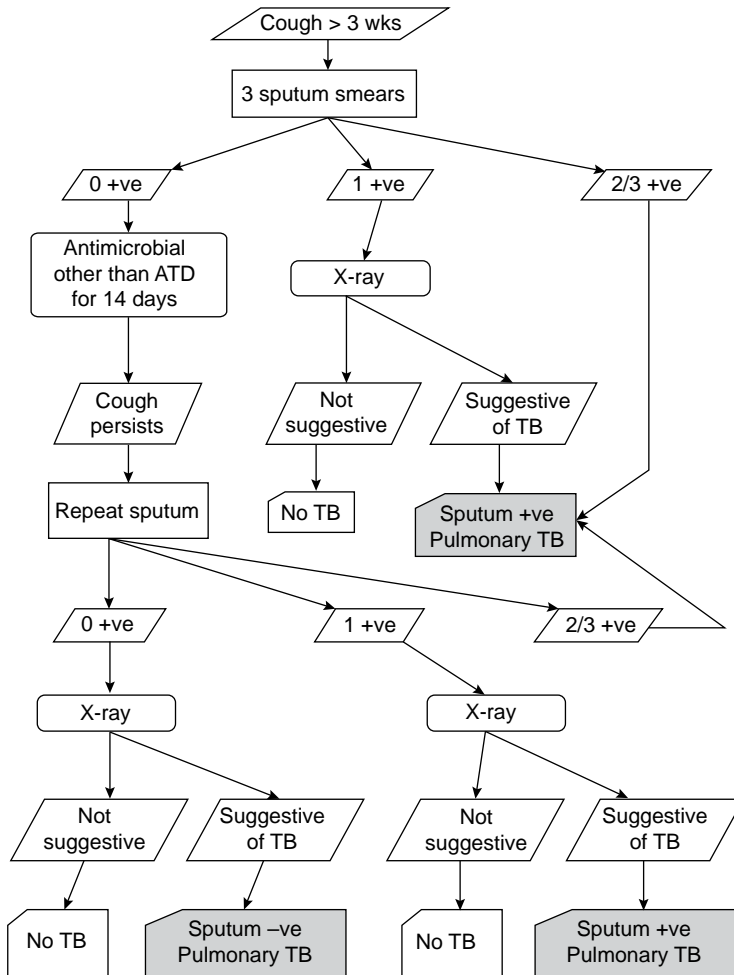 Cough > 3 wks
3 sputum smears
0 +ve
1 +ve
2/3 +ve
Antimicrobial
other than ATD
for 14 days
X-ray
Cough
persists
Not
suggestive
Suggestive
of TB
Repeat sputum
No TB
Sputum +ve
Pulmonary TB
0 +ve
1 +ve
2/3 +ve
X-ray
X-ray
Not
suggestive
Suggestive
of TB
Not
suggestive
Suggestive
of TB
No TB
Sputum –ve
Pulmonary TB
No TB
Sputum +ve
Pulmonary TB